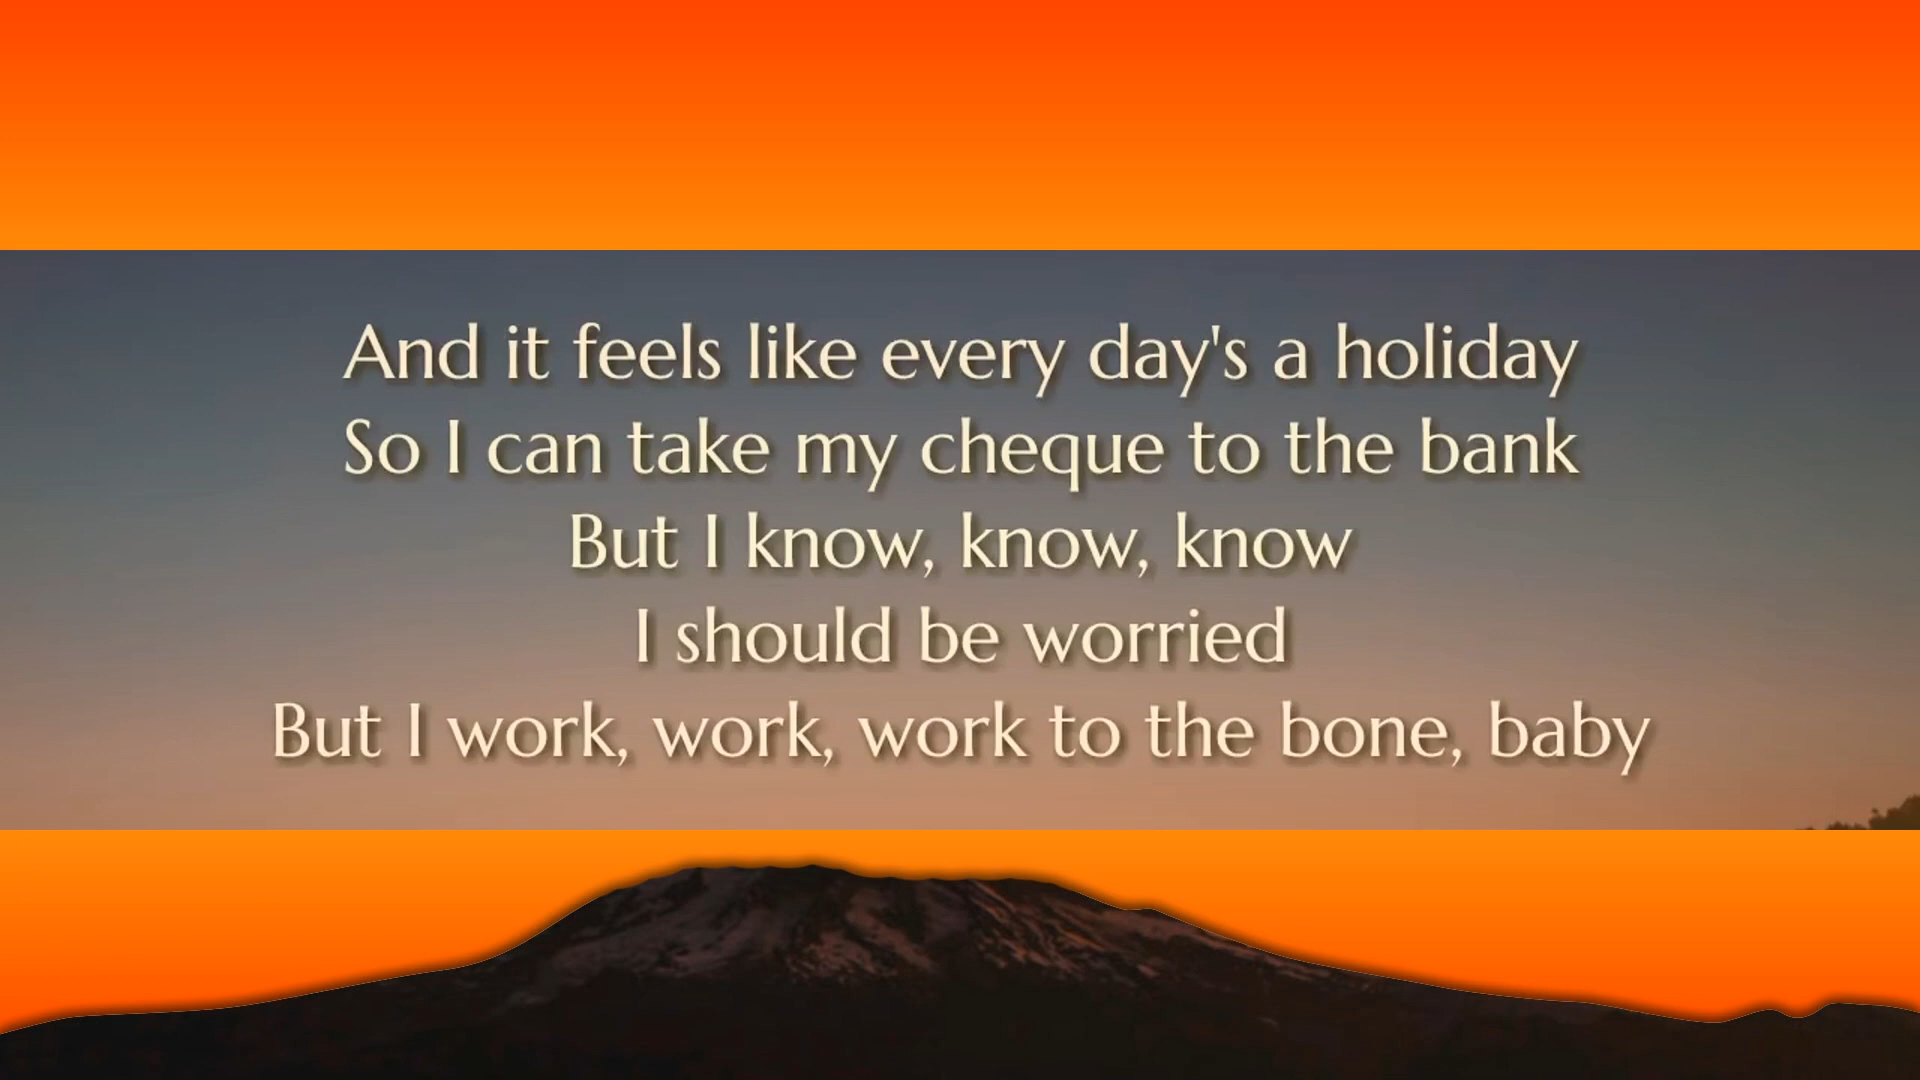 And it feels like every day's a holiday
So I can take my cheque to the bank
But I know, know, know
I should be worried
But I work, work, work to the bone, baby